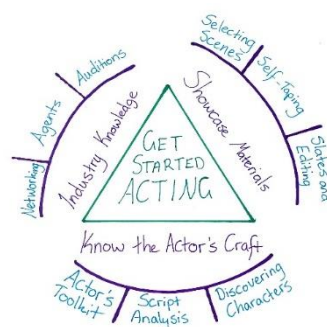 GET
STARTED
ACTING
Industry Knowledge
Networking
Agents
Auditions
Showcase Materials
Selecting
Scenes
Self-Taping
Slates and
Editing
Know the Actor's Craft
Actor's
Toolkit
Script
Analysis
Discovering
Characters